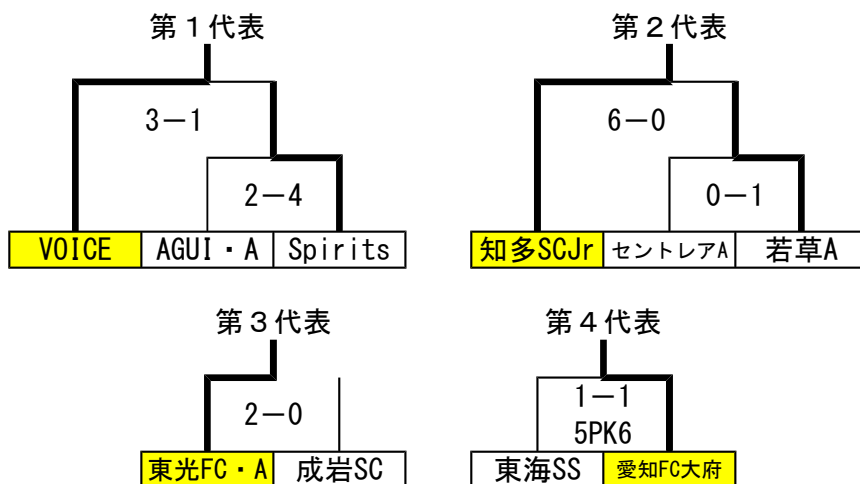 第１代表
第２代表
3－1
6－0
2－4
0－1
VOICE AGUI・A Spirits
知多SCJr セントレアA 若草A
第３代表
第４代表
2－0
1－1
5PK6
東光FC・A 成岩SC
東海SS 愛知FC大府